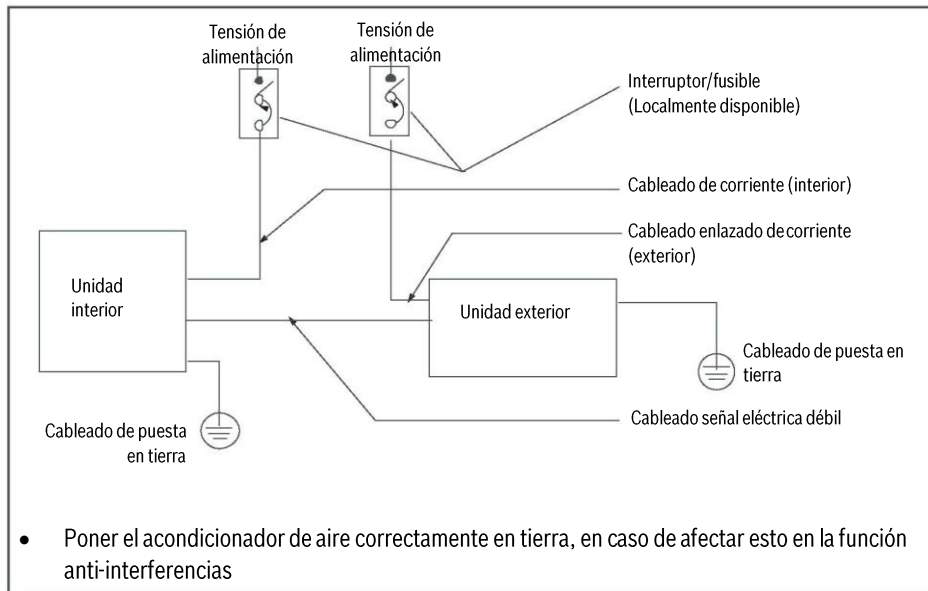 Tensión de
alimentación
Tensión de
alimentación
Interruptor/fusible
(Localmente disponible)
Cableado de corriente (interior)
Cableado enlazado de corriente
(exterior)
Unidad
interior
Unidad exterior
Cableado de puesta en
tierra
Cableado señal eléctrica débil
Cableado de puesta
en tierra
• Poner el acondicionador de aire correctamente en tierra, en caso de afectar esto en la función
anti-interferencias